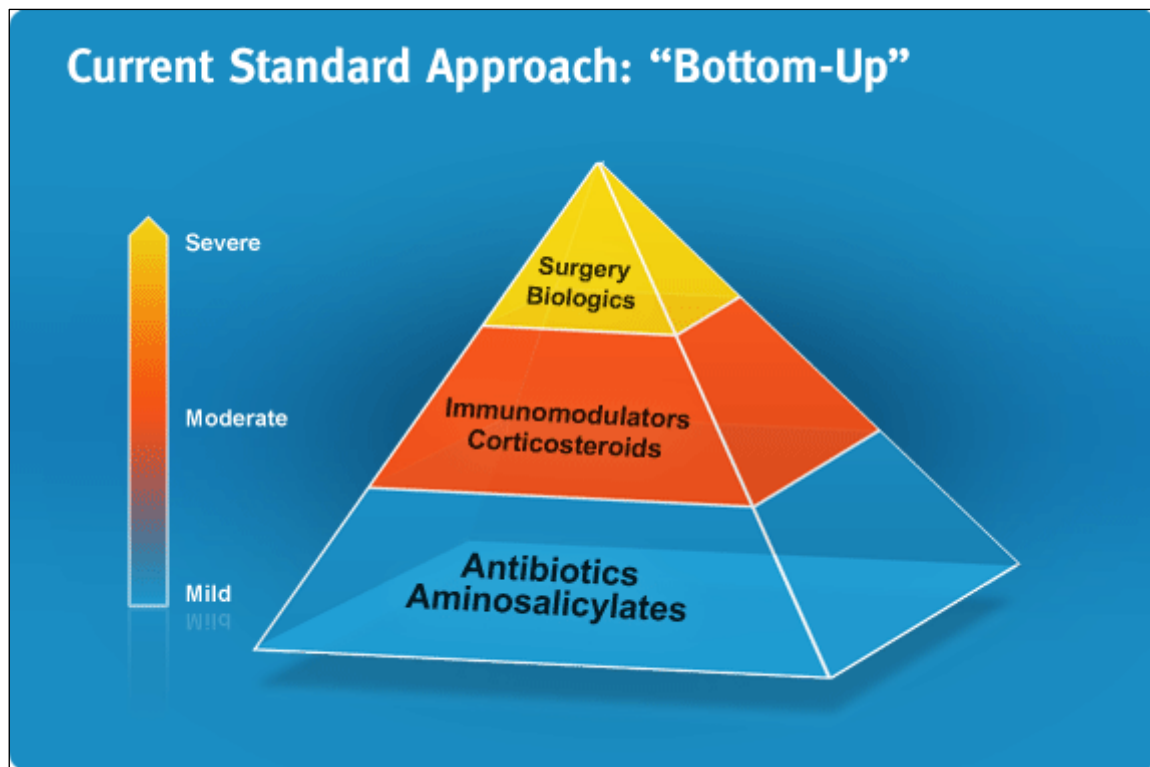 Current Standard Approach: “Bottom-Up”
Severe
Moderate
Mild
Surgery
Biologics
Immunomodulators
Corticosteroids
Antibiotics
Aminosalicylates